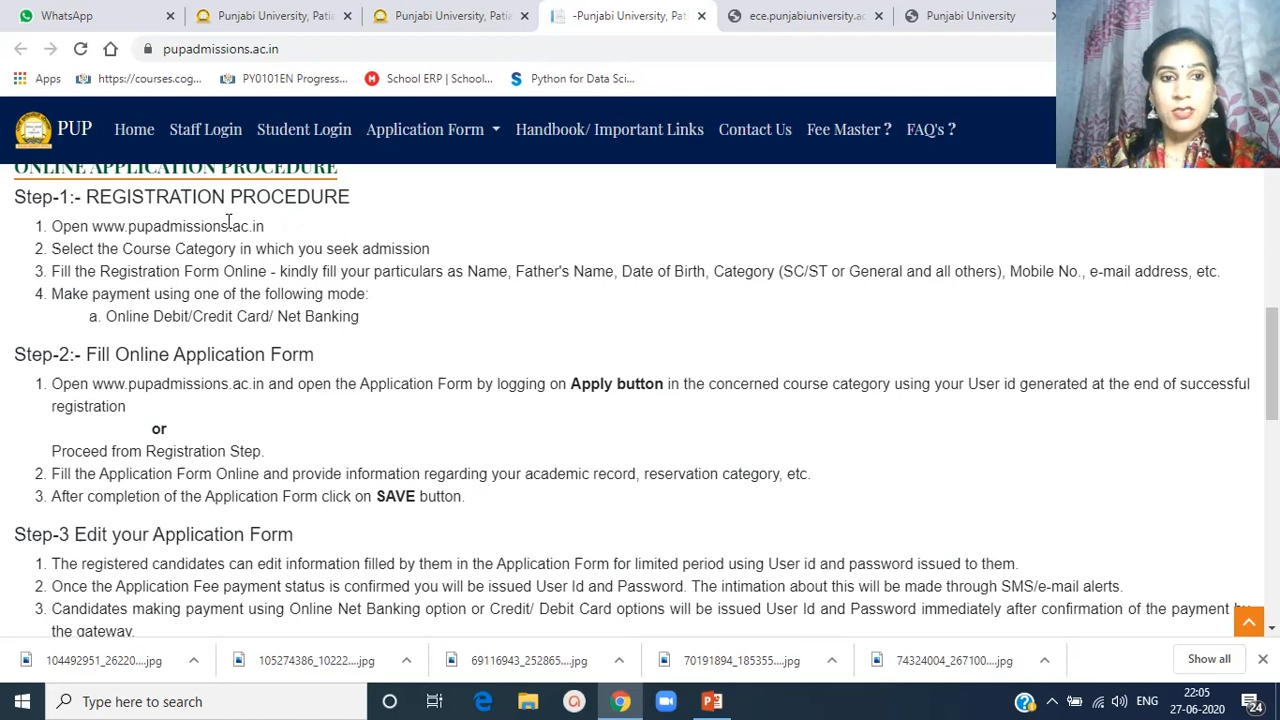 WhatsApp
Punjabi University, Pati
Punjabi University, Pati
-Punjabi University, Pat
ece.punjabiuniversity.ac
Punjabi University
pupadmissions.ac.in
Apps
https://courses.cog...
PY0101EN Progress...
School ERP | School...
Python for Data Sci...
PUP
Home
Staff Login
Student Login
Application Form
Handbook/ Important Links
Contact Us
Fee Master ?
FAQ's ?
ONLINE APPLICATION PROCEDURE
Step-1:- REGISTRATION PROCEDURE
1. Open www.pupadmissions.ac.in
2. Select the Course Category in which you seek admission
3. Fill the Registration Form Online - kindly fill your particulars as Name, Father's Name, Date of Birth, Category (SC/ST or General and all others), Mobile No., e-mail address, etc.
4. Make payment using one of the following mode:
a. Online Debit/Credit Card/ Net Banking
Step-2:- Fill Online Application Form
1. Open www.pupadmissions.ac.in and open the Application Form by logging on Apply button in the concerned course category using your User id generated at the end of successful
registration
or
Proceed from Registration Step.
2. Fill the Application Form Online and provide information regarding your academic record, reservation category, etc.
3. After completion of the Application Form click on SAVE button.
Step-3 Edit your Application Form
1. The registered candidates can edit information filled by them in the Application Form for limited period using User id and password issued to them.
2. Once the Application Fee payment status is confirmed you will be issued User Id and Password. The intimation about this will be made through SMS/e-mail alerts.
3. Candidates making payment using Online Net Banking option or Credit/ Debit Card options will be issued User Id and Password immediately after confirmation of the payment by
the gateway.
104492951_26220....jpg
105274386_10222....jpg
69116943_252865....jpg
70191894_185355....jpg
74324004_267100....jpg
Show all
Type here to search
ENG
22:05
27-06-2020
24